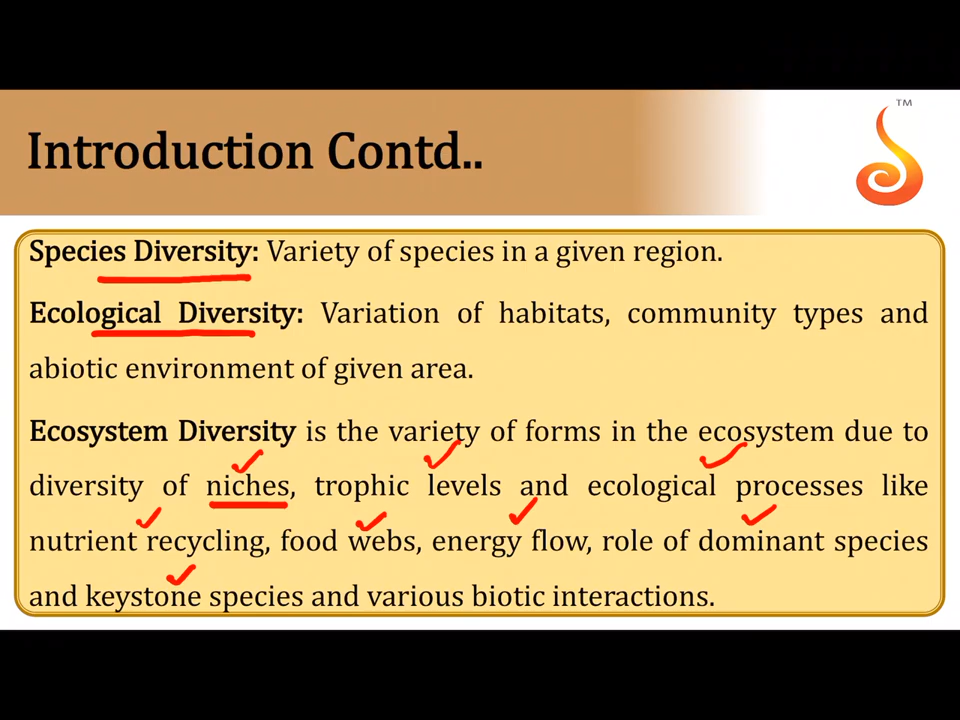 TM
Introduction Contd..
Species Diversity: Variety of species in a given region.
Ecological Diversity: Variation of habitats, community types and
abiotic environment of given area.
Ecosystem Diversity is the variety of forms in the ecosystem due to
diversity of niches, trophic levels and ecological processes like
nutrient recycling, food webs, energy flow, role of dominant species
and keystone species and various biotic interactions.